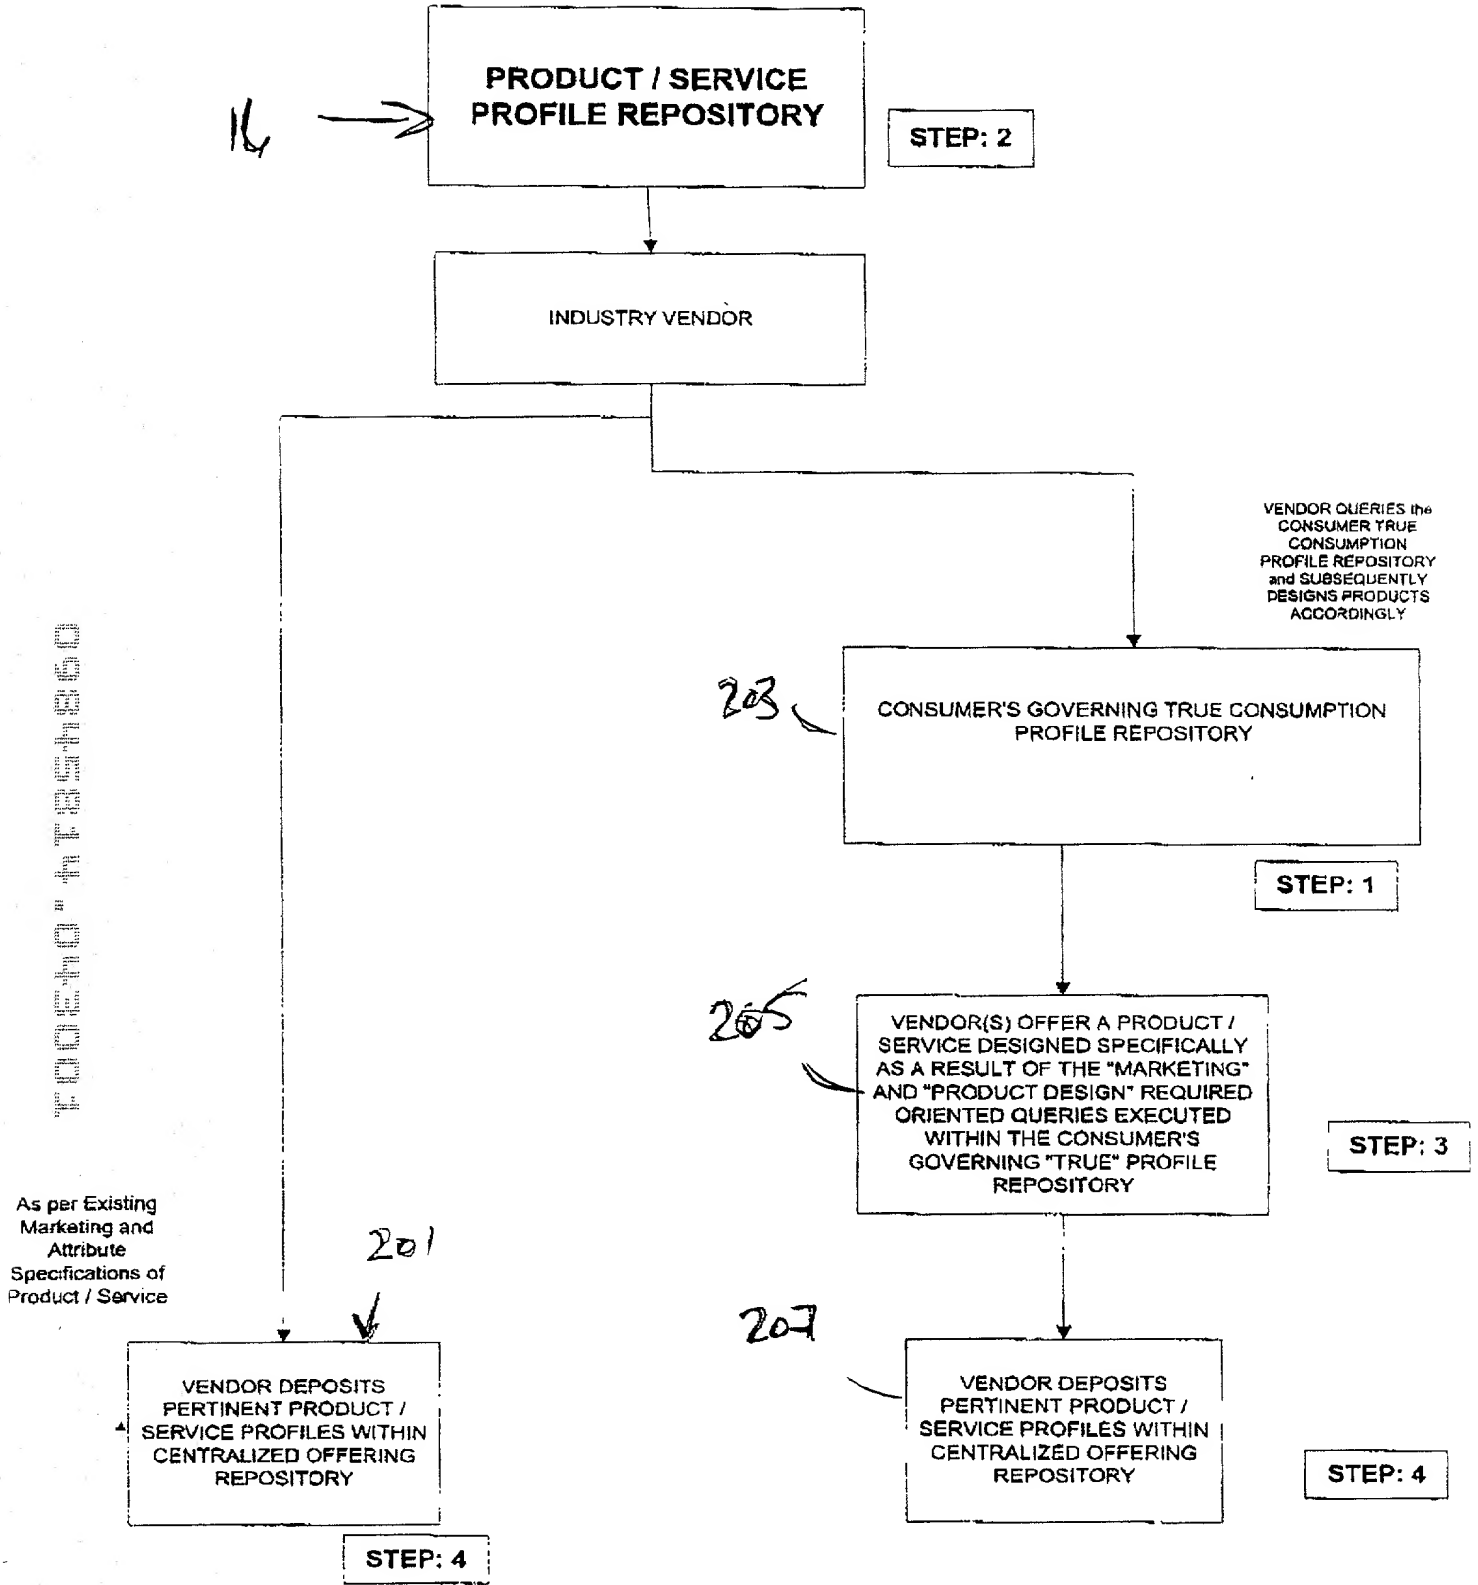 PRODUCT / SERVICE
PROFILE REPOSITORY
16
STEP: 2
INDUSTRY VENDOR
VENDOR QUERIES the
CONSUMER TRUE
CONSUMPTION
PROFILE REPOSITORY
and SUBSEQUENTLY
DESIGNS PRODUCTS
ACCORDINGLY
203
CONSUMER'S GOVERNING TRUE CONSUMPTION
PROFILE REPOSITORY
STEP: 1
205
VENDOR(S) OFFER A PRODUCT /
SERVICE DESIGNED SPECIFICALLY
AS A RESULT OF THE "MARKETING"
AND "PRODUCT DESIGN" REQUIRED
ORIENTED QUERIES EXECUTED
WITHIN THE CONSUMER'S
GOVERNING "TRUE" PROFILE
REPOSITORY
STEP: 3
As per Existing
Marketing and
Attribute
Specifications of
Product / Service
201
VENDOR DEPOSITS
PERTINENT PRODUCT /
SERVICE PROFILES WITHIN
CENTRALIZED OFFERING
REPOSITORY
STEP: 4
207
VENDOR DEPOSITS
PERTINENT PRODUCT /
SERVICE PROFILES WITHIN
CENTRALIZED OFFERING
REPOSITORY
STEP: 4